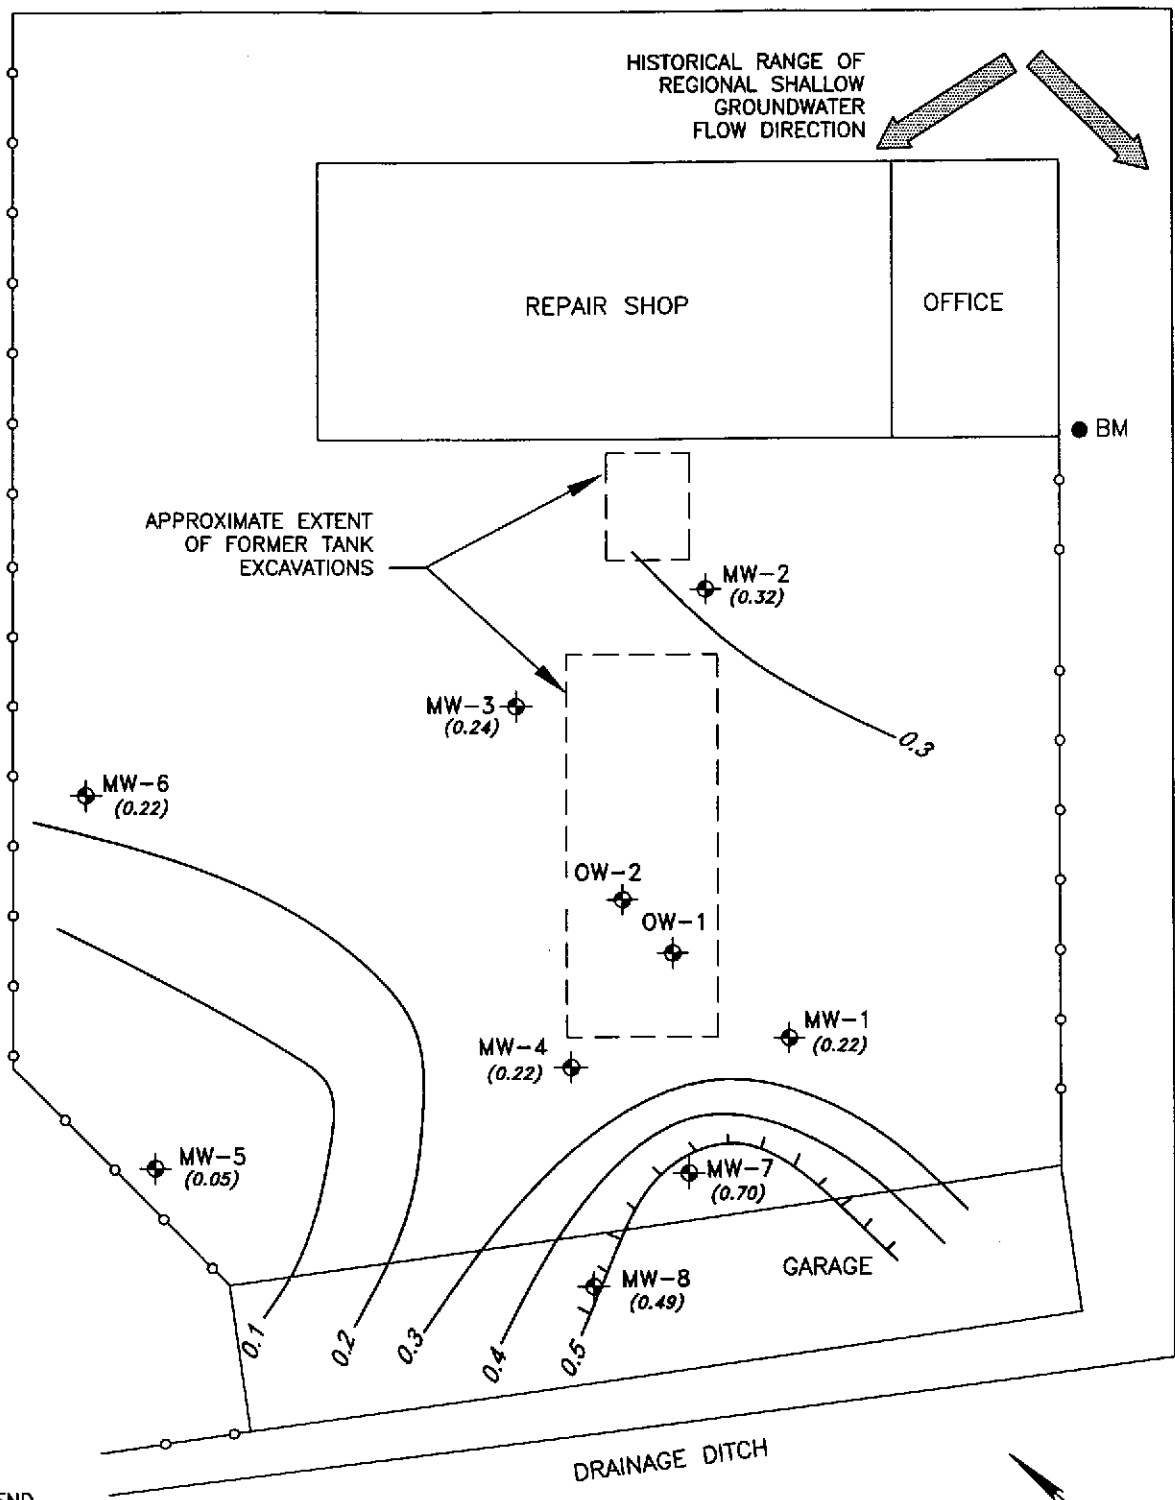 HISTORICAL RANGE OF
REGIONAL SHALLOW
GROUNDWATER
FLOW DIRECTION
REPAIR SHOP
OFFICE
BM
APPROXIMATE EXTENT
OF FORMER TANK
EXCAVATIONS
MW-2
(0.32)
MW-3
(0.24)
0.3
MW-6
(0.22)
OW-2
OW-1
MW-1
(0.22)
MW-4
(0.22)
MW-5
(0.05)
MW-7
(0.70)
GARAGE
MW-8
(0.49)
0.1
0.2
0.3
0.4
0.5
DRAINAGE DITCH